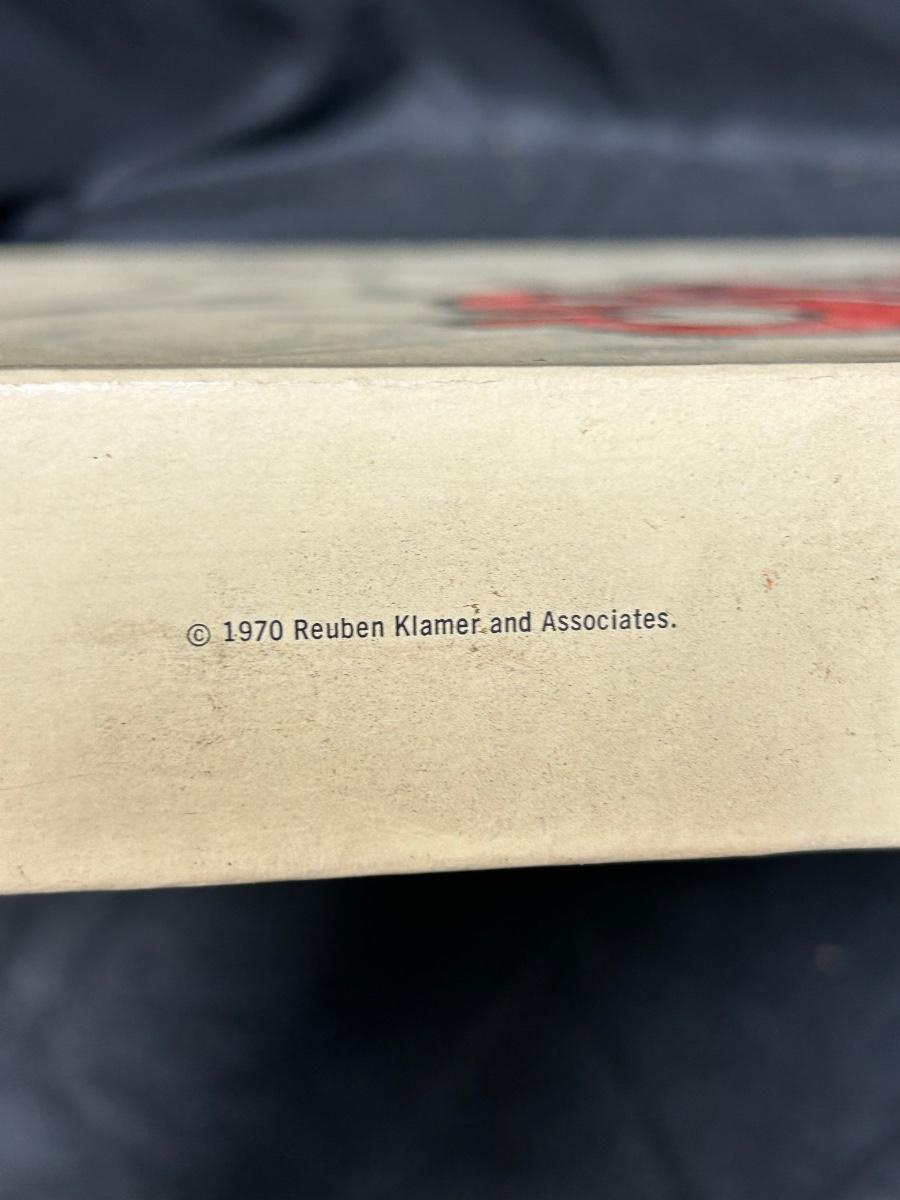 © 1970 Reuben Klamer and Associates.